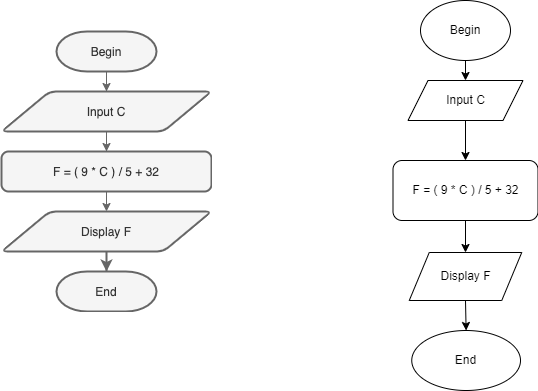 Begin
Input C
F = ( 9 * C ) / 5 + 32
Display F
End
Begin
Input C
F = ( 9 * C ) / 5 + 32
Display F
End